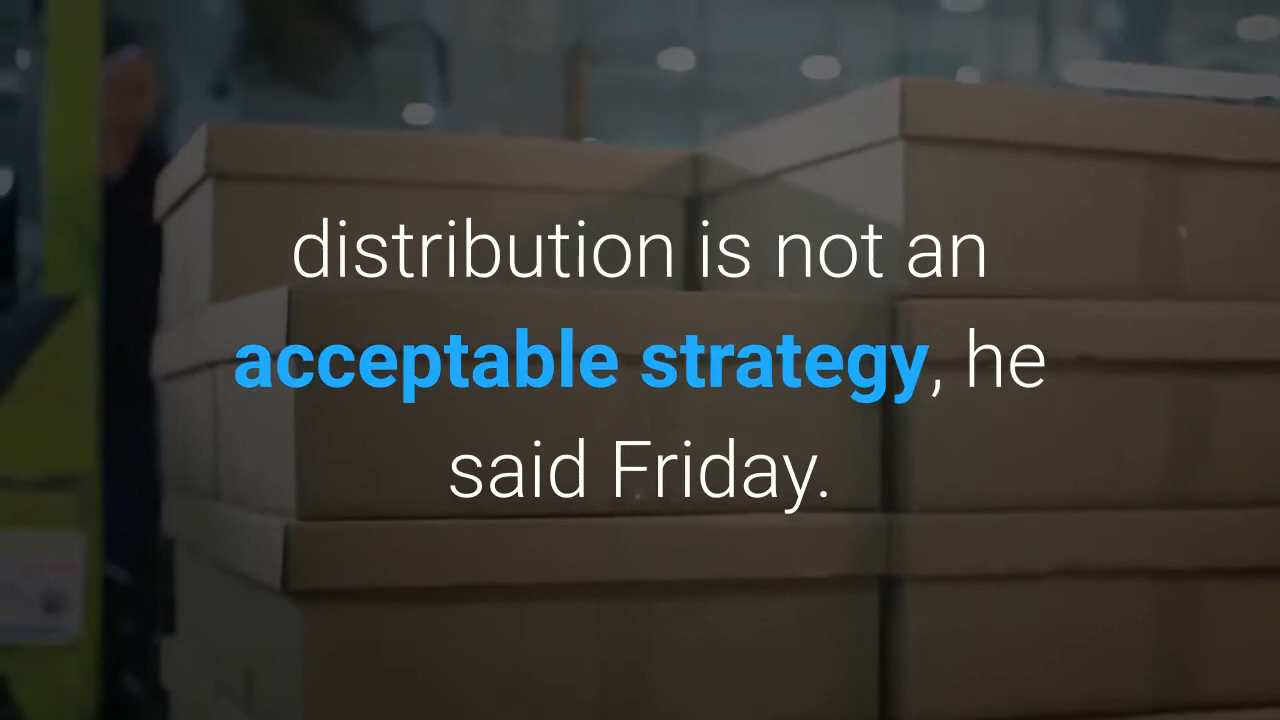 distribution is not an
acceptable strategy, he
said Friday.